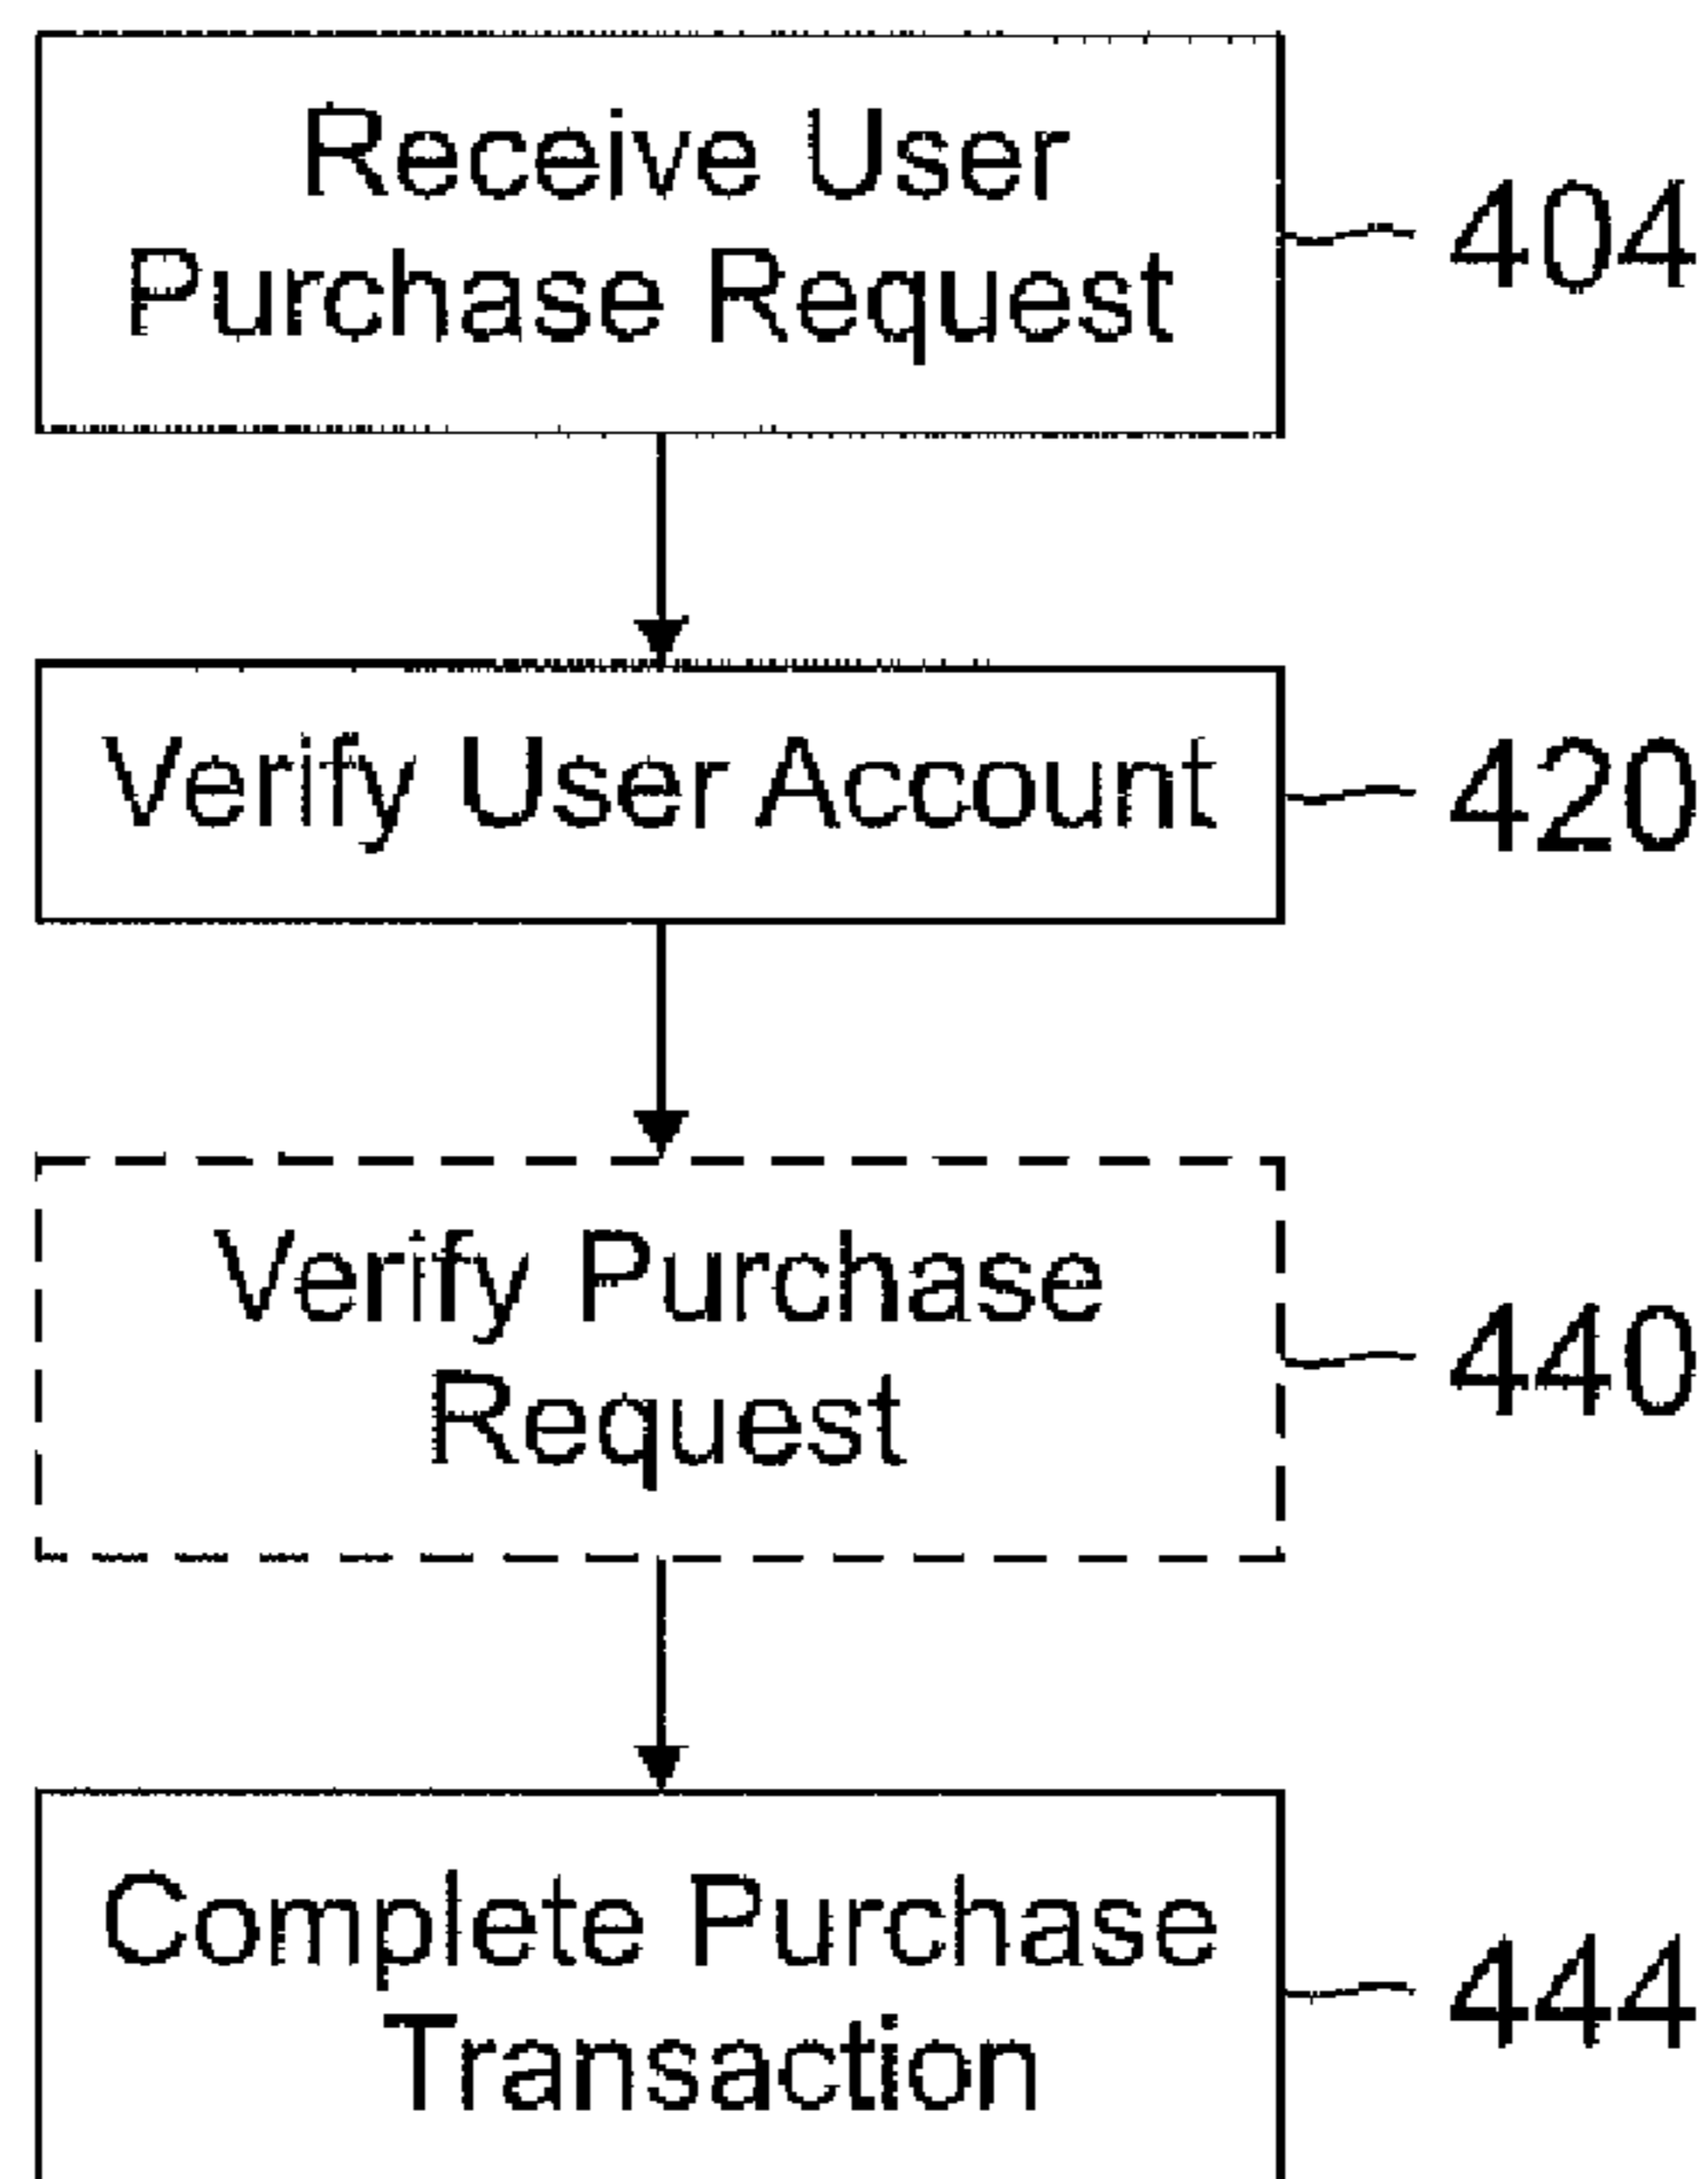 Receive User
Purchase Request
404
Verify User Account
420
Verify Purchase
Request
440
Complete Purchase
Transaction
444